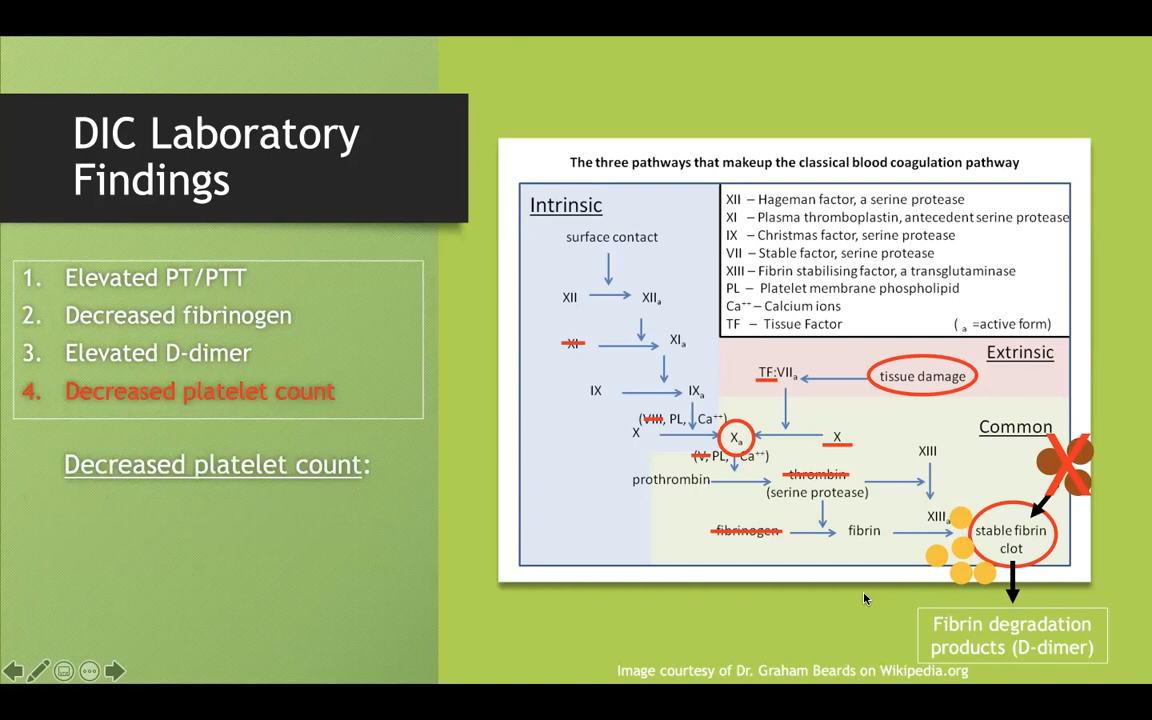 DIC Laboratory
Findings
1. Elevated PT/PTT
2. Decreased fibrinogen
3. Elevated D-dimer
4. Decreased platelet count
Decreased platelet count:
The three pathways that makeup the classical blood coagulation pathway
Intrinsic
surface contact
XII
XIIa
XI
XIa
IX
IXa
(VIII, PL, Ca++)
X
Xa
X
(V, PL, Ca++)
XII – Hageman factor, a serine protease
XI – Plasma thromboplastin, antecedent serine protease
IX – Christmas factor, serine protease
VII – Stable factor, serine protease
XIII – Fibrin stabilising factor, a transglutaminase
PL – Platelet membrane phospholipid
Ca++ – Calcium ions
TF – Tissue Factor ( a =active form)
Extrinsic
TF:VIIa
tissue damage
Common
prothrombin
thrombin
(serine protease)
XIII
XIIIa
fibrinogen
fibrin
stable fibrin
clot
Fibrin degradation
products (D-dimer)
Image courtesy of Dr. Graham Beards on Wikipedia.org